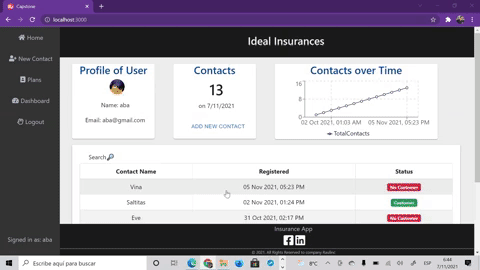 Capstone
localhost:3000
Home
New Contact
Plans
Dashboard
Logout
Signed in as: aba
Ideal Insurances
Profile of User
Name: aba
Email: aba@gmail.com
Contacts
13
on 7/11/2021
ADD NEW CONTACT
Contacts over Time
16
8
0
02 Oct 2021, 01:03 AM 05 Nov 2021, 05:23 PM
TotalContacts
Search
Contact Name Registered Status
Vina 05 Nov 2021, 05:23 PM No Customer
Saltitas 02 Nov 2021, 01:24 PM Customer
Eve 31 Oct 2021, 02:17 PM No Customer
Insurance App
© 2021. All rights reserved to company
Escribe aquí para buscar
8°C
ESP
6:44
7/11/2021